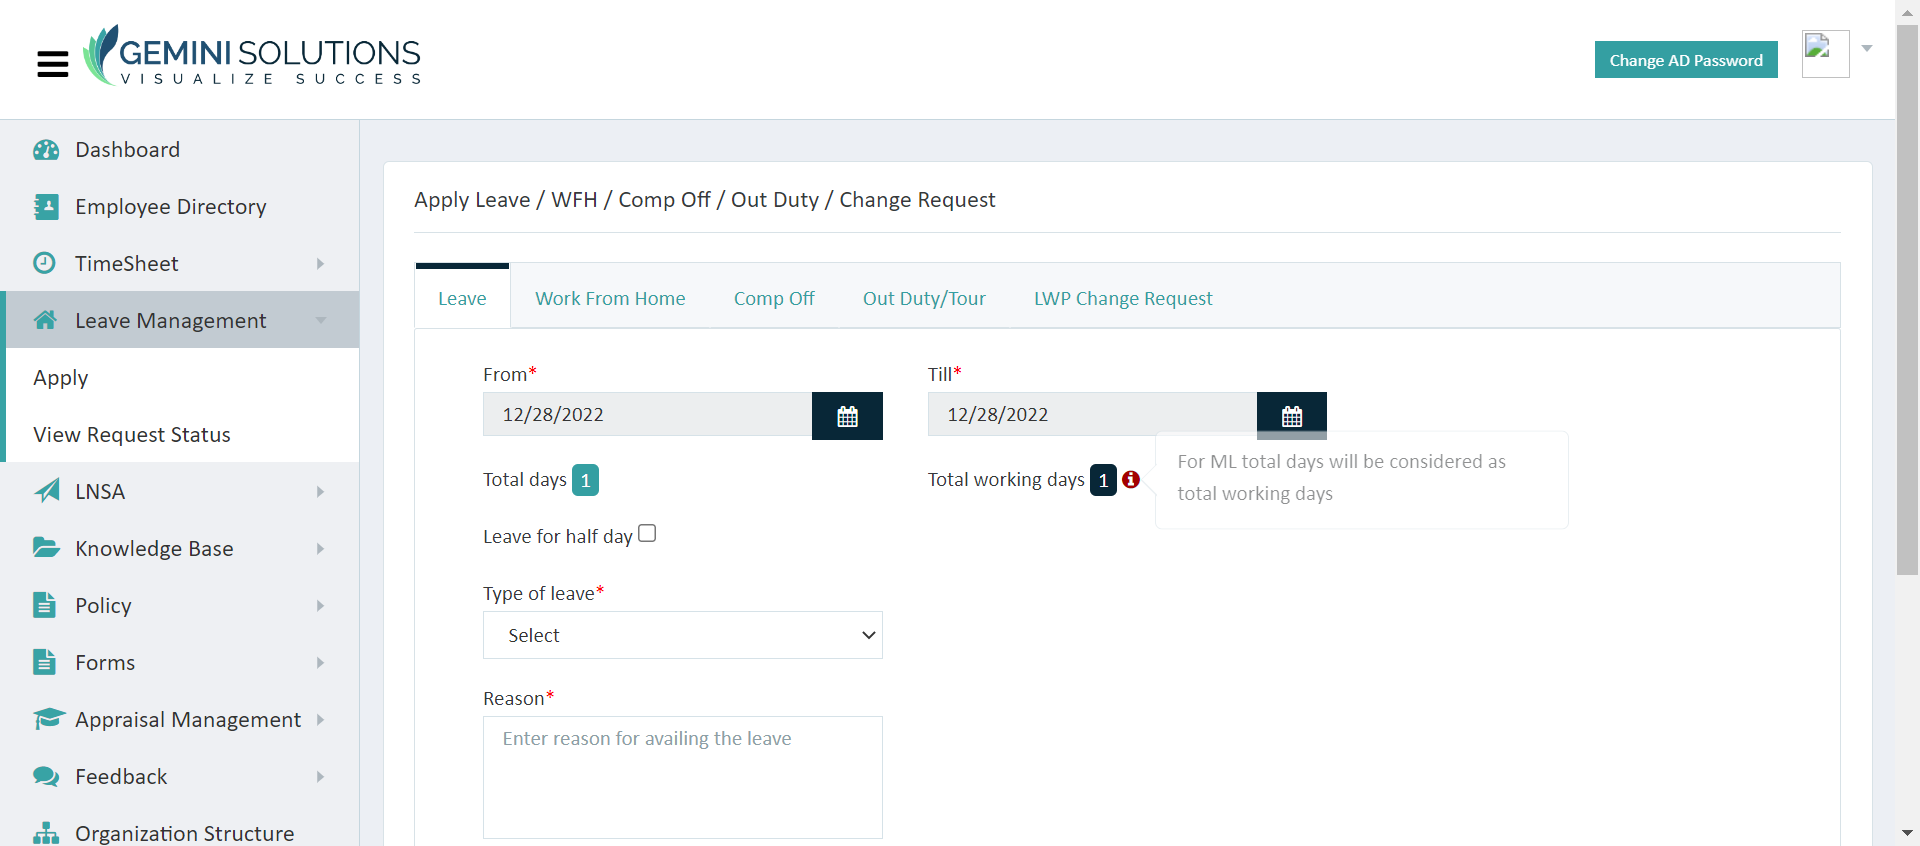 GEMINI SOLUTIONS
VISUALIZE SUCCESS
Change AD Password
Dashboard
Employee Directory
TimeSheet
Leave Management
Apply
View Request Status
LNSA
Knowledge Base
Policy
Forms
Appraisal Management
Feedback
Organization Structure
Apply Leave / WFH / Comp Off / Out Duty / Change Request
Leave Work From Home Comp Off Out Duty/Tour LWP Change Request
From* Till*
12/28/2022 12/28/2022
Total days 1 Total working days 1
For ML total days will be considered as
total working days
Leave for half day
Type of leave*
Select
Reason*
Enter reason for availing the leave